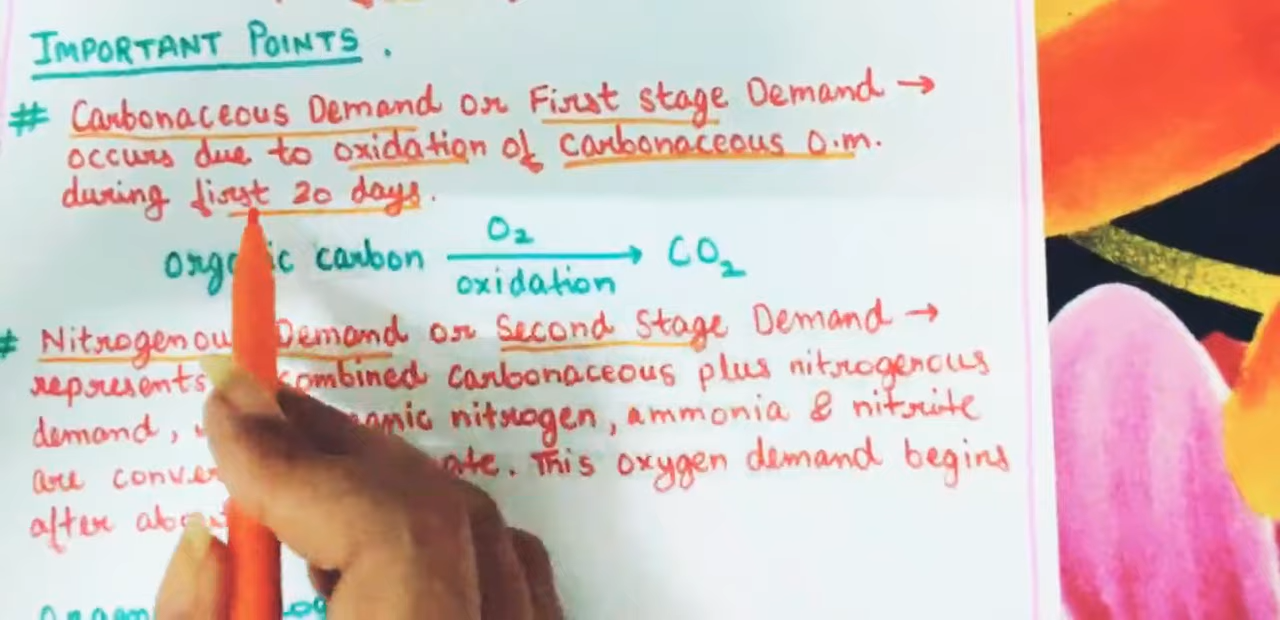 IMPORTANT POINTS.
# Carbonaceous Demand or First stage Demand →
occurs due to oxidation of carbonaceous O.m.
during first 20 days.
carbon O2 → CO2
oxidation
# Demand or Second Stage Demand →
represents combined carbonaceous plus nitrogenous
demand, nitrogen, ammonia & nitrite
are This oxygen demand begins
after